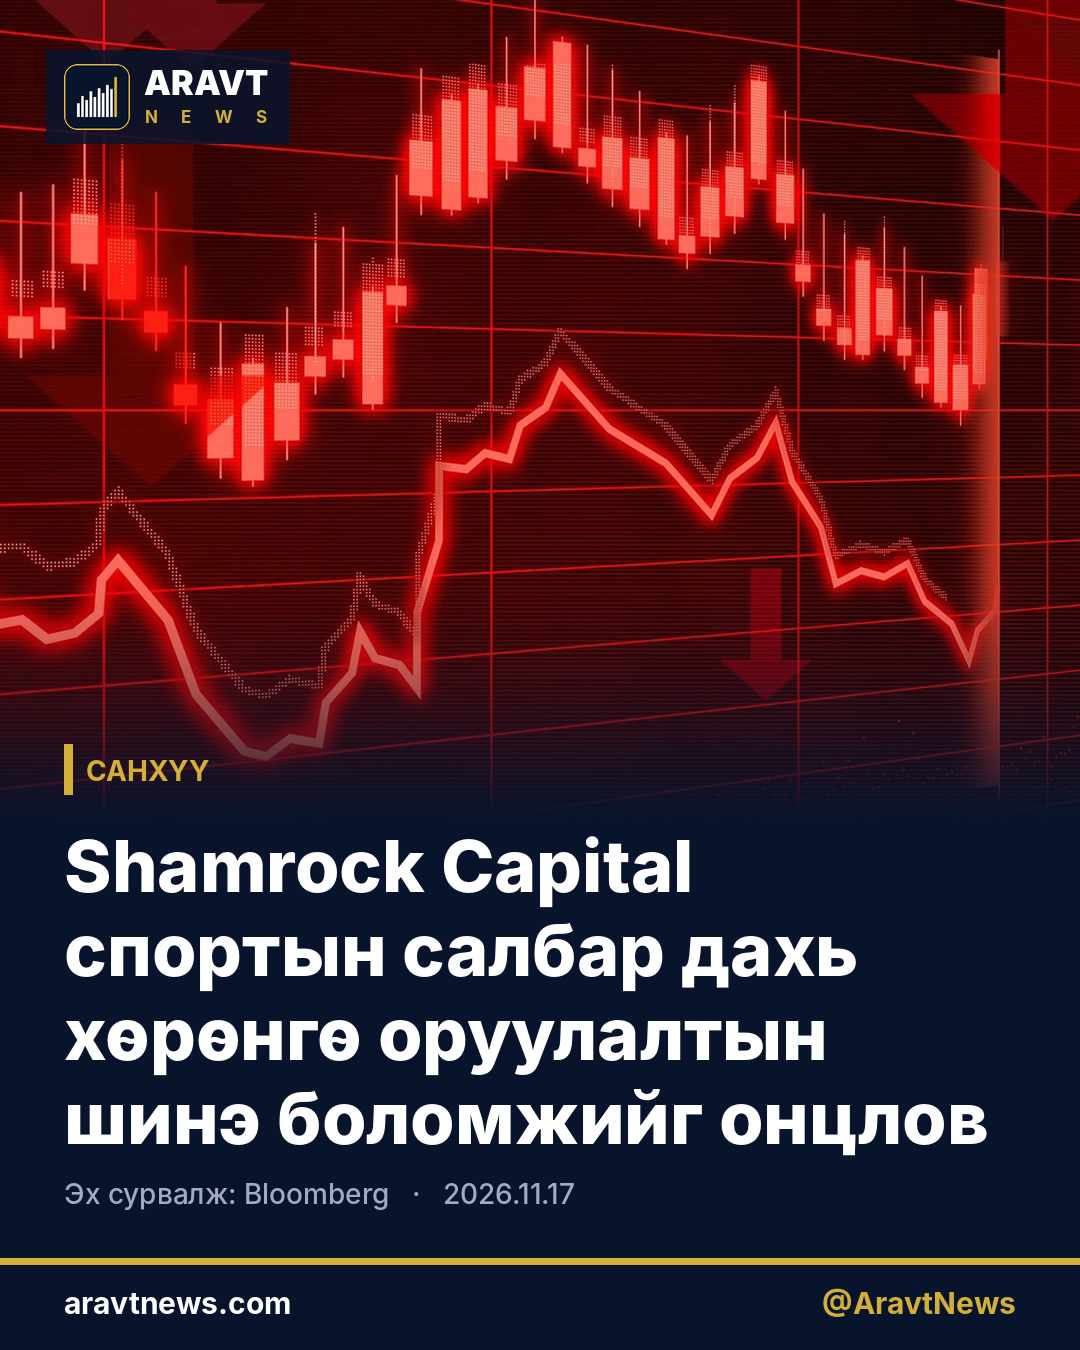 ARAVT
NEWS
САНХҮҮ
Shamrock Capital
спортын салбар дахь
хөрөнгө оруулалтын
шинэ боломжийг онцлов
Эх сурвалж: Bloomberg · 2026.11.17
aravtnews.com
@AravtNews